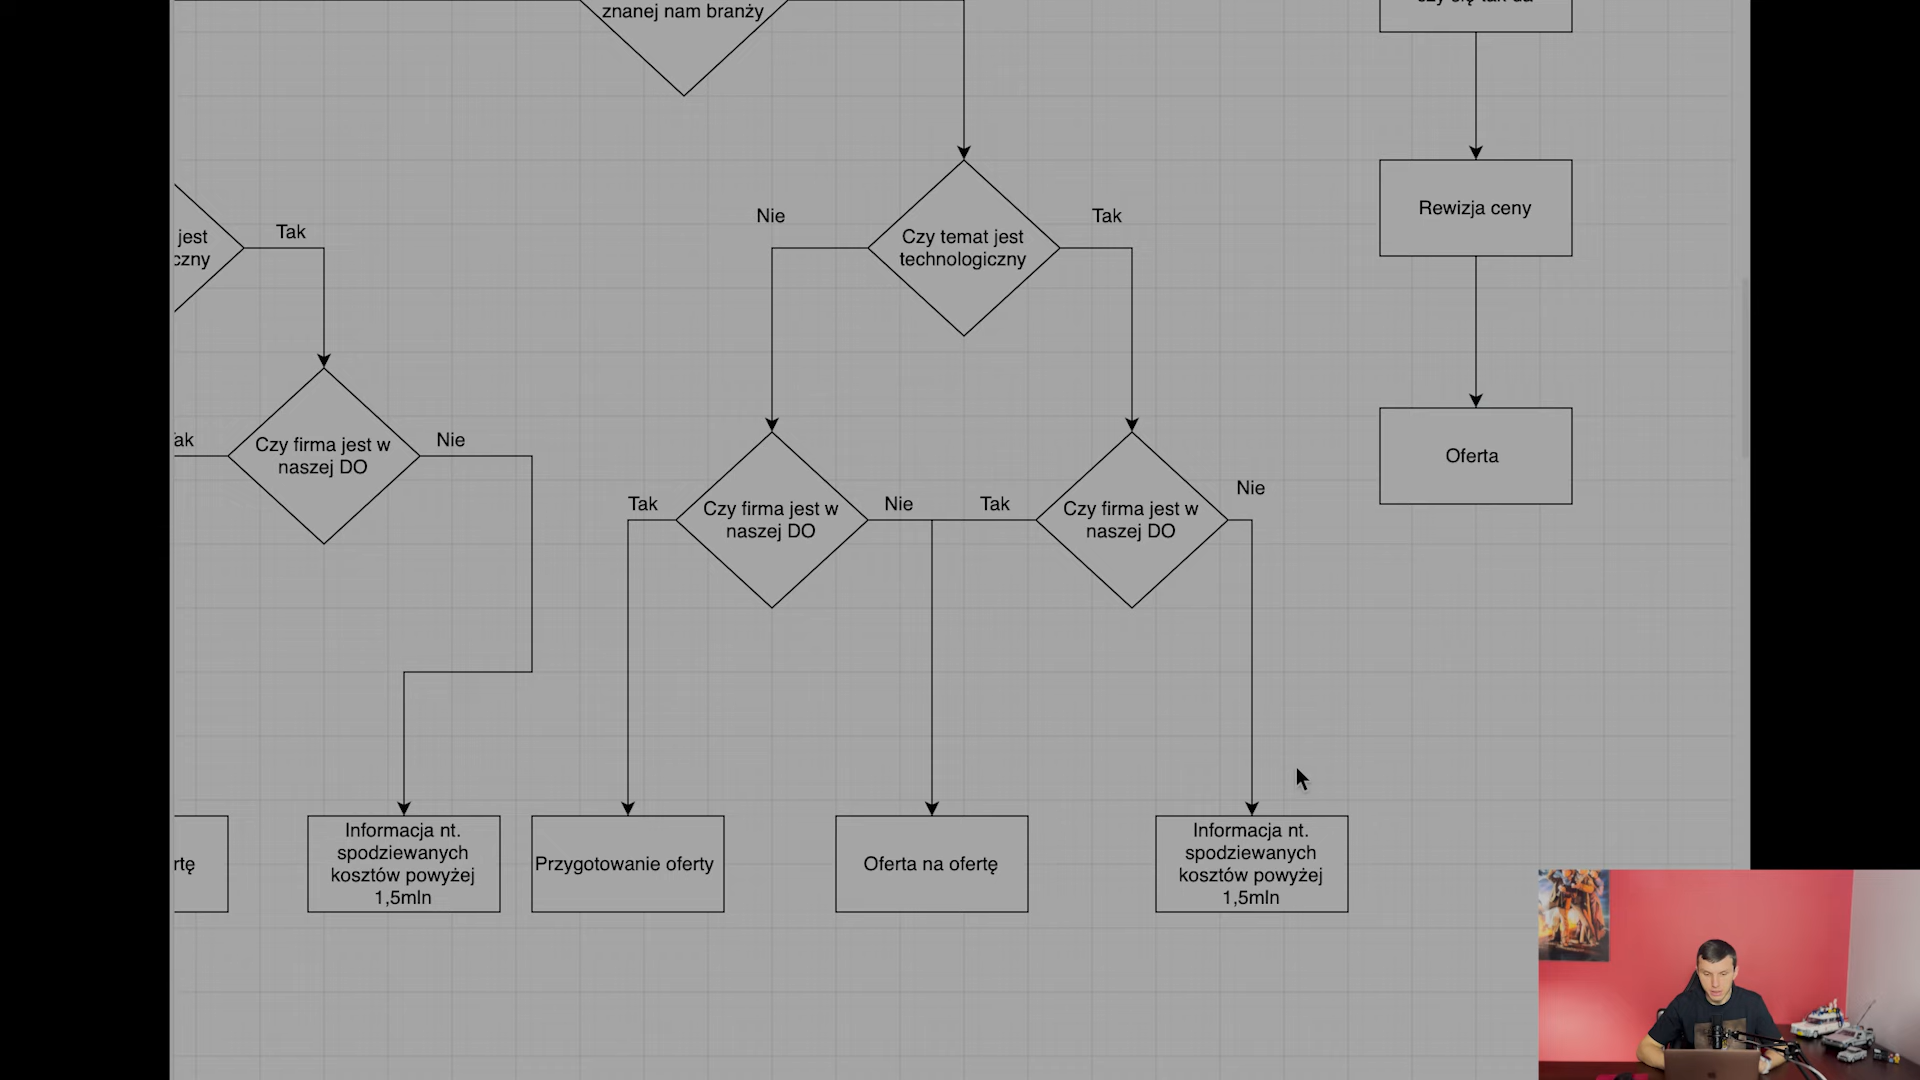 znanej nam branży
Nie
Tak
Czy temat jest
technologiczny
Rewizja ceny
jest
czny
Tak
Tak
Czy firma jest w
naszej DO
Nie
Oferta
Tak
Czy firma jest w
naszej DO
Nie
Tak
Czy firma jest w
naszej DO
Nie
Informacja nt.
spodziewanych
kosztów powyżej
1,5mln
Przygotowanie oferty
Oferta na ofertę
Informacja nt.
spodziewanych
kosztów powyżej
1,5mln
rtę